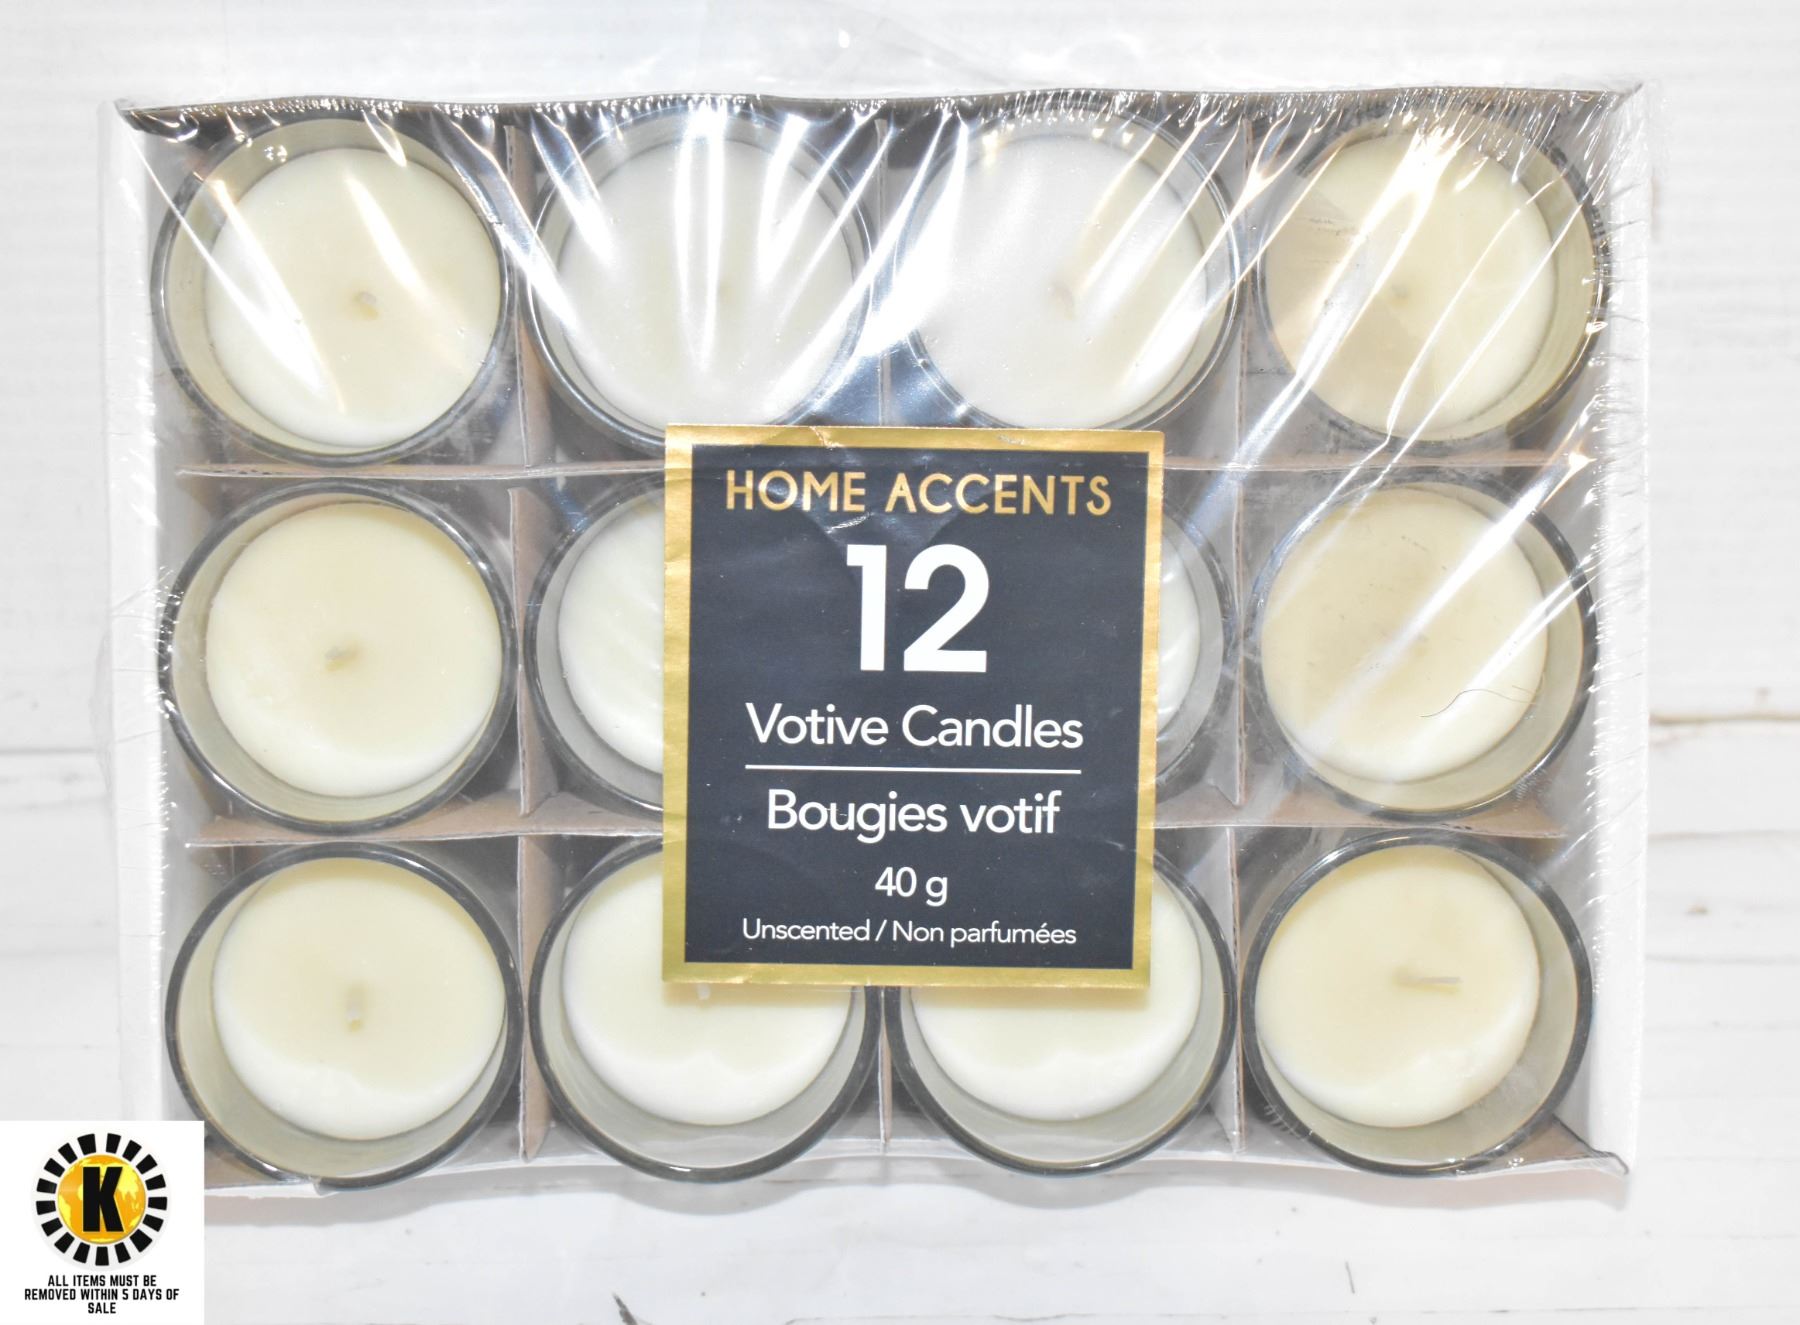 HOME ACCENTS
12
Votive Candles
Bougies votif
40 g
Unscented / Non parfumées
K
ALL ITEMS MUST BE
REMOVED WITHIN 5 DAYS OF
SALE